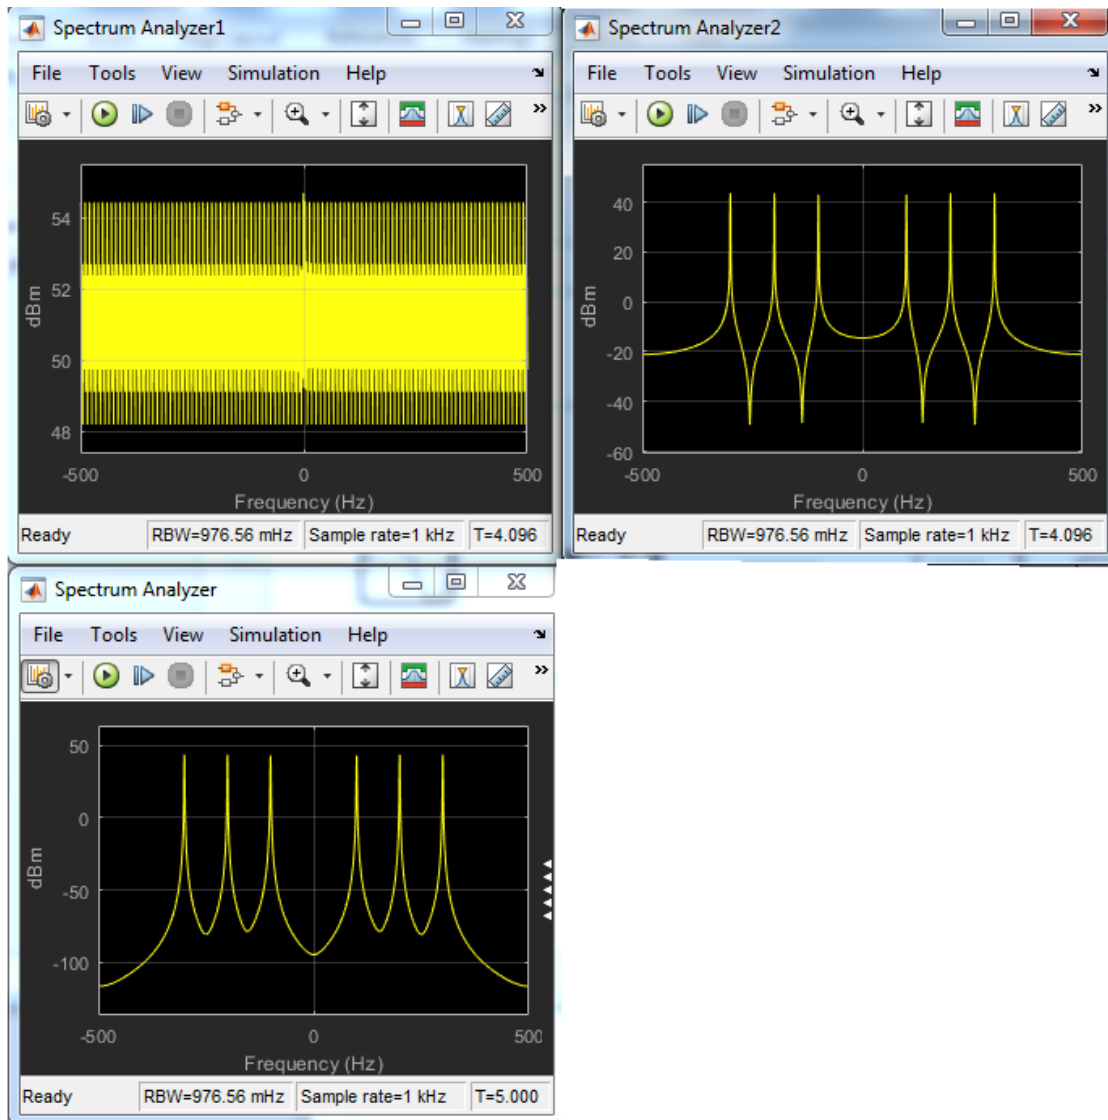 Spectrum Analyzer1
File Tools View Simulation Help
54
52
50
48
dBm
-500 0 500
Frequency (Hz)
Ready RBW=976.56 mHz Sample rate=1 kHz T=4.096
Spectrum Analyzer2
File Tools View Simulation Help
40
20
0
-20
-40
-60
dBm
-500 0 500
Frequency (Hz)
Ready RBW=976.56 mHz Sample rate=1 kHz T=4.096
Spectrum Analyzer
File Tools View Simulation Help
50
0
-50
-100
dBm
-500 0 500
Frequency (Hz)
Ready RBW=976.56 mHz Sample rate=1 kHz T=5.000